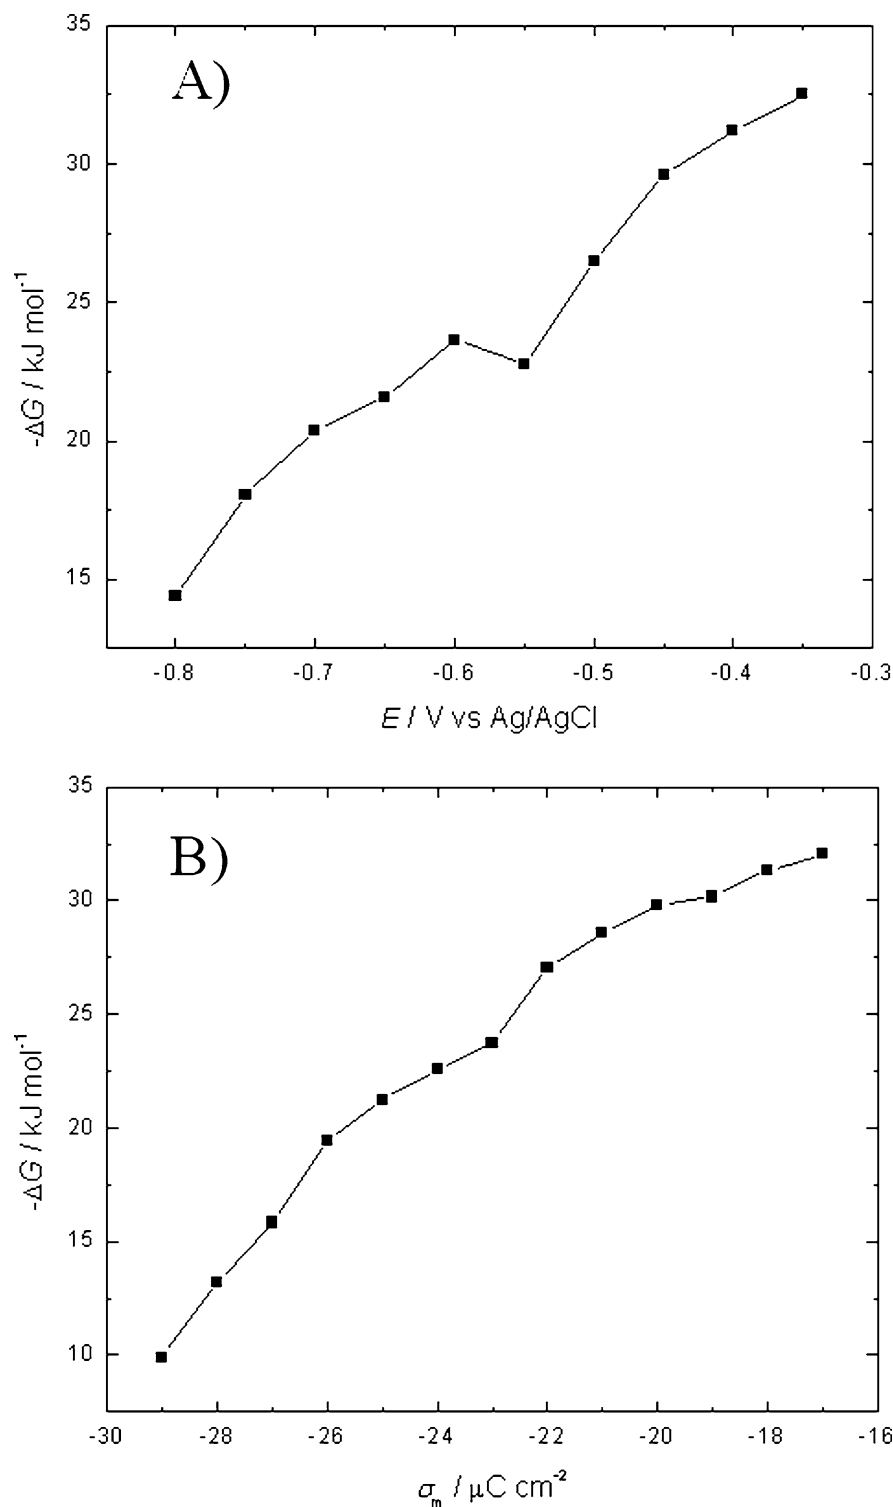 A)
35
30
25
20
15
-ΔG / kJ mol⁻¹
-0.8 -0.7 -0.6 -0.5 -0.4 -0.3
E / V vs Ag/AgCl
B)
35
30
25
20
15
10
-ΔG / kJ mol⁻¹
-30 -28 -26 -24 -22 -20 -18 -16
σₘ / μC cm⁻²